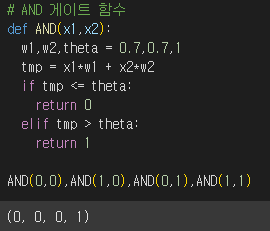 # AND 게이트 함수
def AND(x1,x2):
  w1,w2,theta = 0.7,0.7,1
  tmp = x1*w1 + x2*w2
  if tmp <= theta:
    return 0
  elif tmp > theta:
    return 1
AND(0,0),AND(1,0),AND(0,1),AND(1,1)
(0, 0, 0, 1)